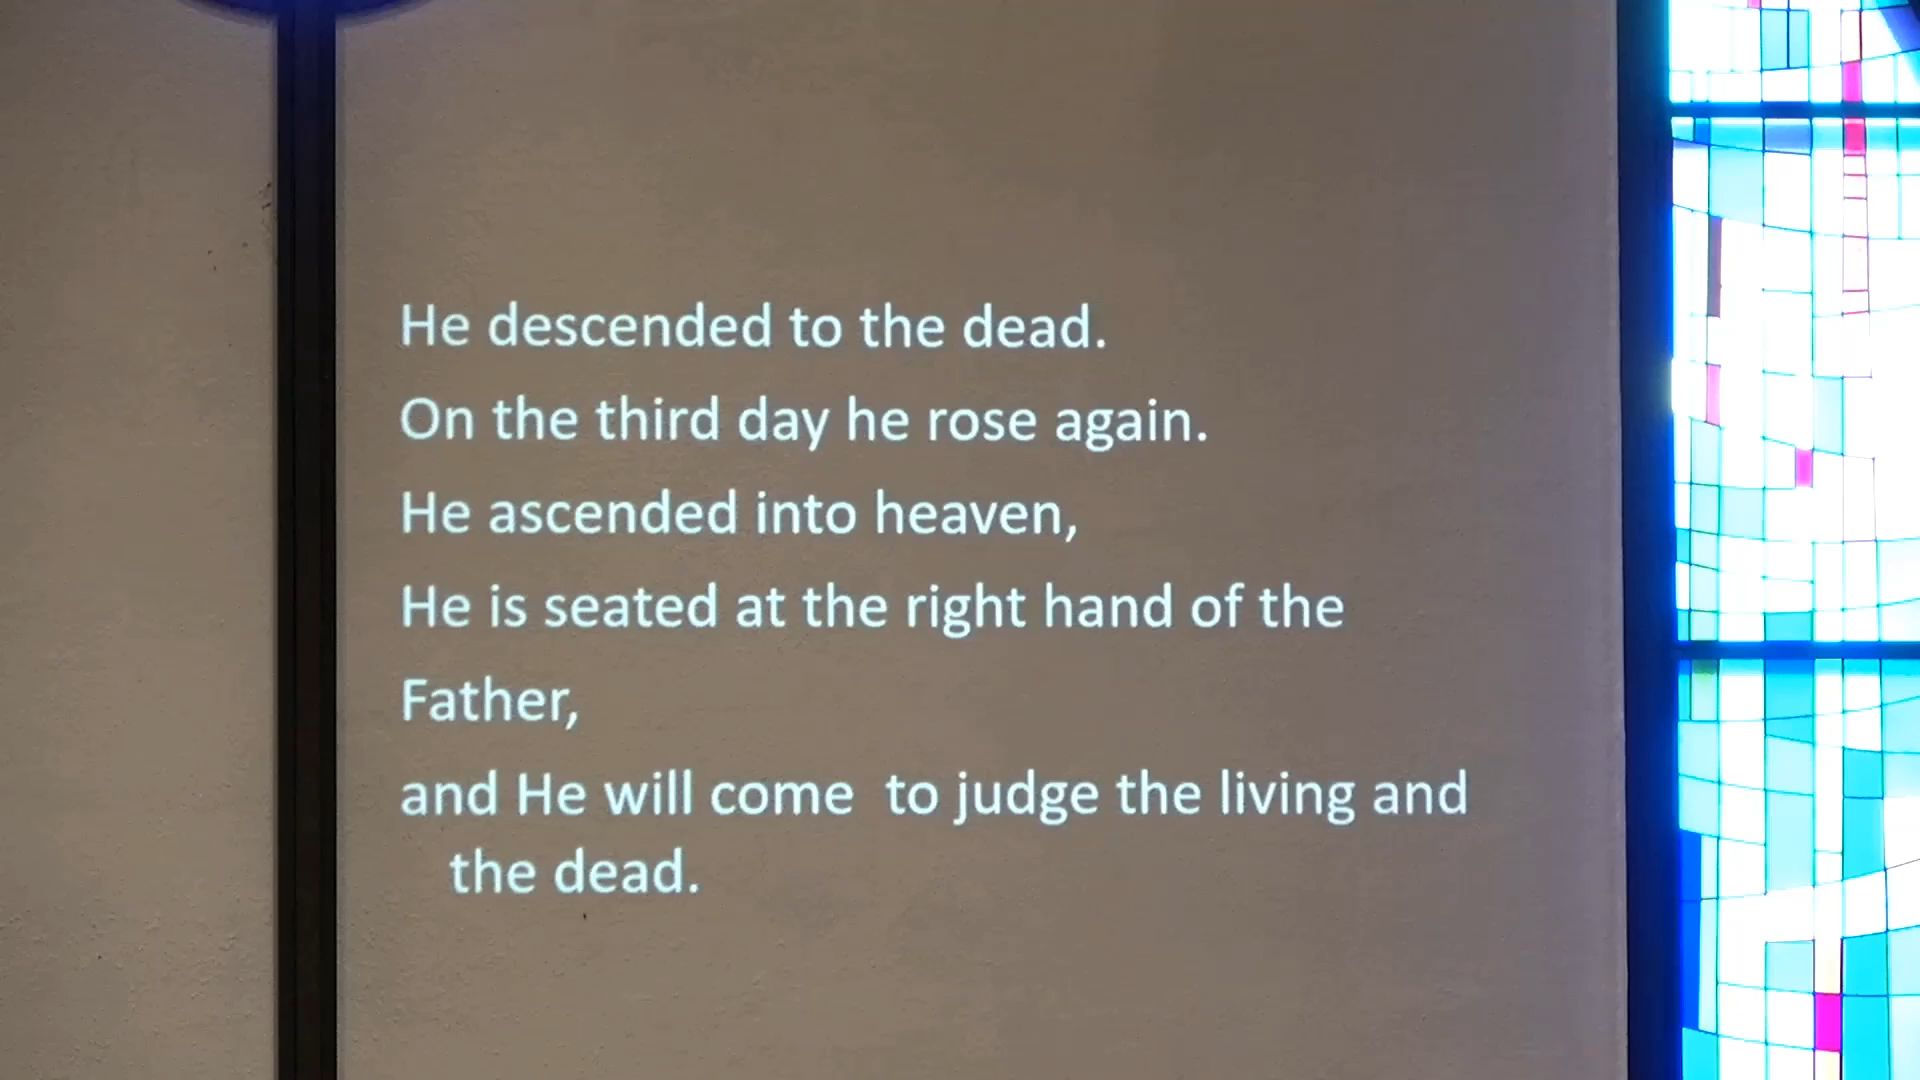 He descended to the dead.
On the third day he rose again.
He ascended into heaven,
He is seated at the right hand of the
Father,
and He will come  to judge the living and
the dead.